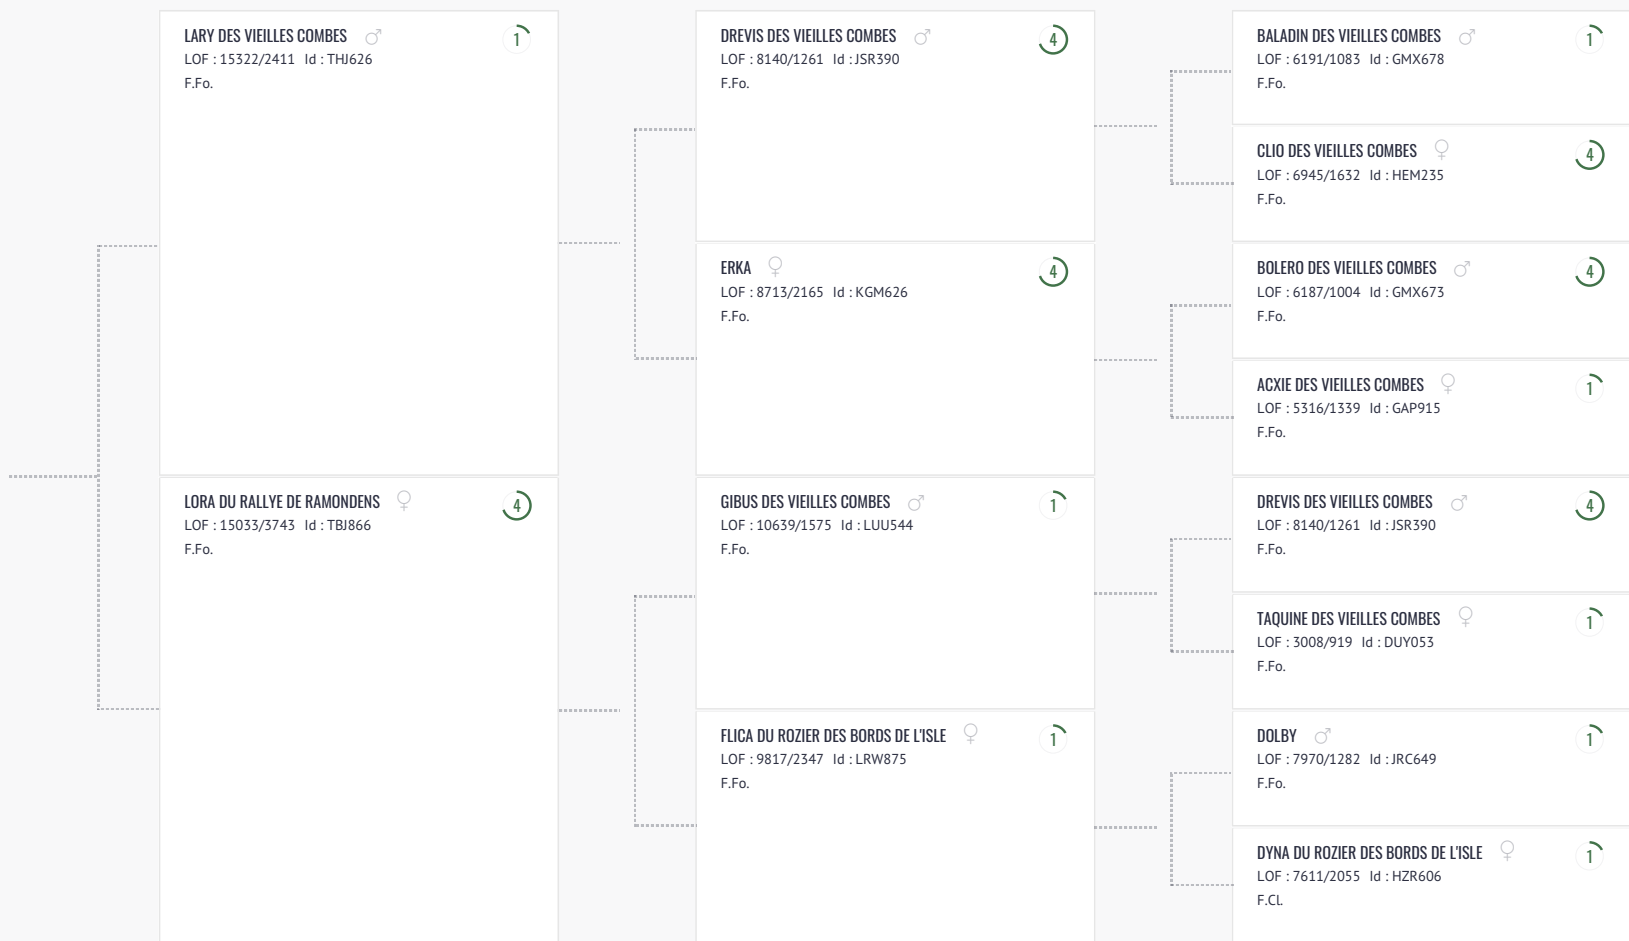 LARY DES VIEILLES COMBES ♂ 1
LOF : 15322/2411 Id : THJ626
F.Fo.
LORA DU RALLYE DE RAMONDENS ♀ 4
LOF : 15033/3743 Id : TBJ866
F.Fo.
DREVIS DES VIEILLES COMBES ♂ 4
LOF : 8140/1261 Id : JSR390
F.Fo.
ERKA ♀ 4
LOF : 8713/2165 Id : KGM626
F.Fo.
GIBUS DES VIEILLES COMBES ♂ 1
LOF : 10639/1575 Id : LUU544
F.Fo.
FLICA DU ROZIER DES BORDS DE L'ISLE ♀ 1
LOF : 9817/2347 Id : LRW875
F.Fo.
BALADIN DES VIEILLES COMBES ♂ 1
LOF : 6191/1083 Id : GMX678
F.Fo.
CLIO DES VIEILLES COMBES ♀ 4
LOF : 6945/1632 Id : HEM235
F.Fo.
BOLERO DES VIEILLES COMBES ♂ 4
LOF : 6187/1004 Id : GMX673
F.Fo.
ACXIE DES VIEILLES COMBES ♀ 1
LOF : 5316/1339 Id : GAP915
F.Fo.
DREVIS DES VIEILLES COMBES ♂ 4
LOF : 8140/1261 Id : JSR390
F.Fo.
TAQUINE DES VIEILLES COMBES ♀ 1
LOF : 3008/919 Id : DUY053
F.Fo.
DOLBY ♂ 1
LOF : 7970/1282 Id : JRC649
F.Fo.
DYNA DU ROZIER DES BORDS DE L'ISLE ♀ 1
LOF : 7611/2055 Id : HZR606
F.Cl.